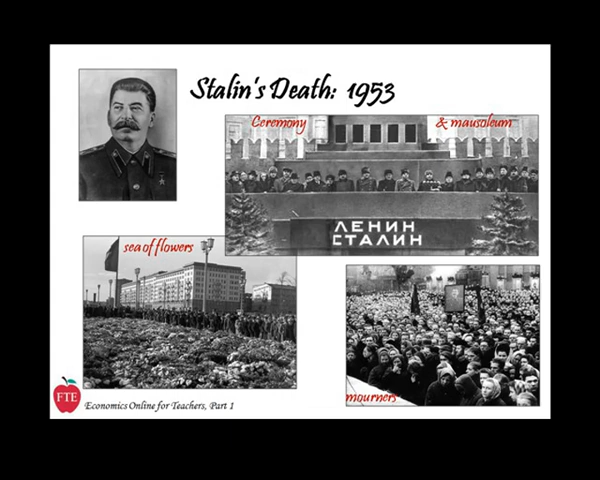 Stalin's Death: 1953
Ceremony & mausoleum
ЛЕНИН
СТАЛИН
sea of flowers
mourners
FTE
Economics Online for Teachers, Part 1